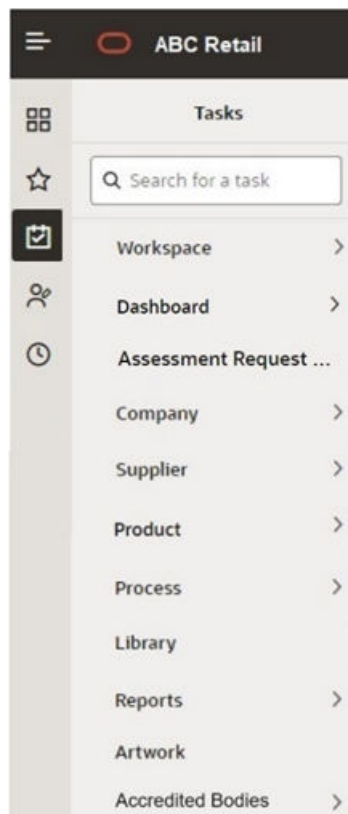 ABC Retail
Tasks
Search for a task
Workspace
Dashboard
Assessment Request ...
Company
Supplier
Product
Process
Library
Reports
Artwork
Accredited Bodies